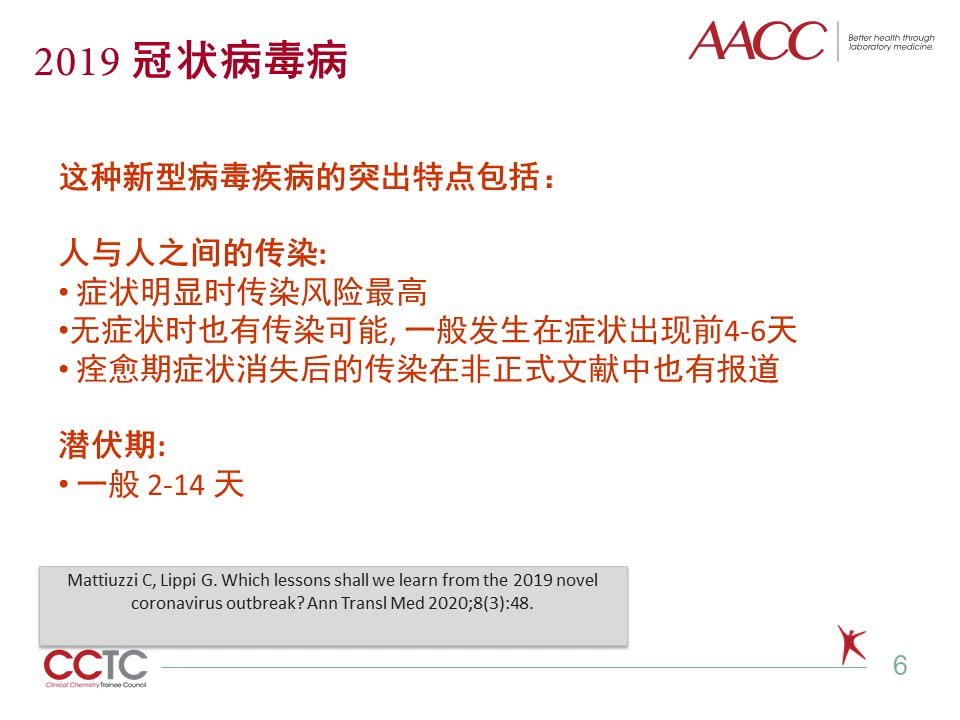 2019 冠状病毒病
AACC
Better health through
laboratory medicine.
这种新型病毒疾病的突出特点包括：
人与人之间的传染:
• 症状明显时传染风险最高
•无症状时也有传染可能, 一般发生在症状出现前4-6天
• 痊愈期症状消失后的传染在非正式文献中也有报道
潜伏期:
• 一般 2-14 天
Mattiuzzi C, Lippi G. Which lessons shall we learn from the 2019 novel
coronavirus outbreak? Ann Transl Med 2020;8(3):48.
CCTC
Clinical Chemistry Trainee Council
6